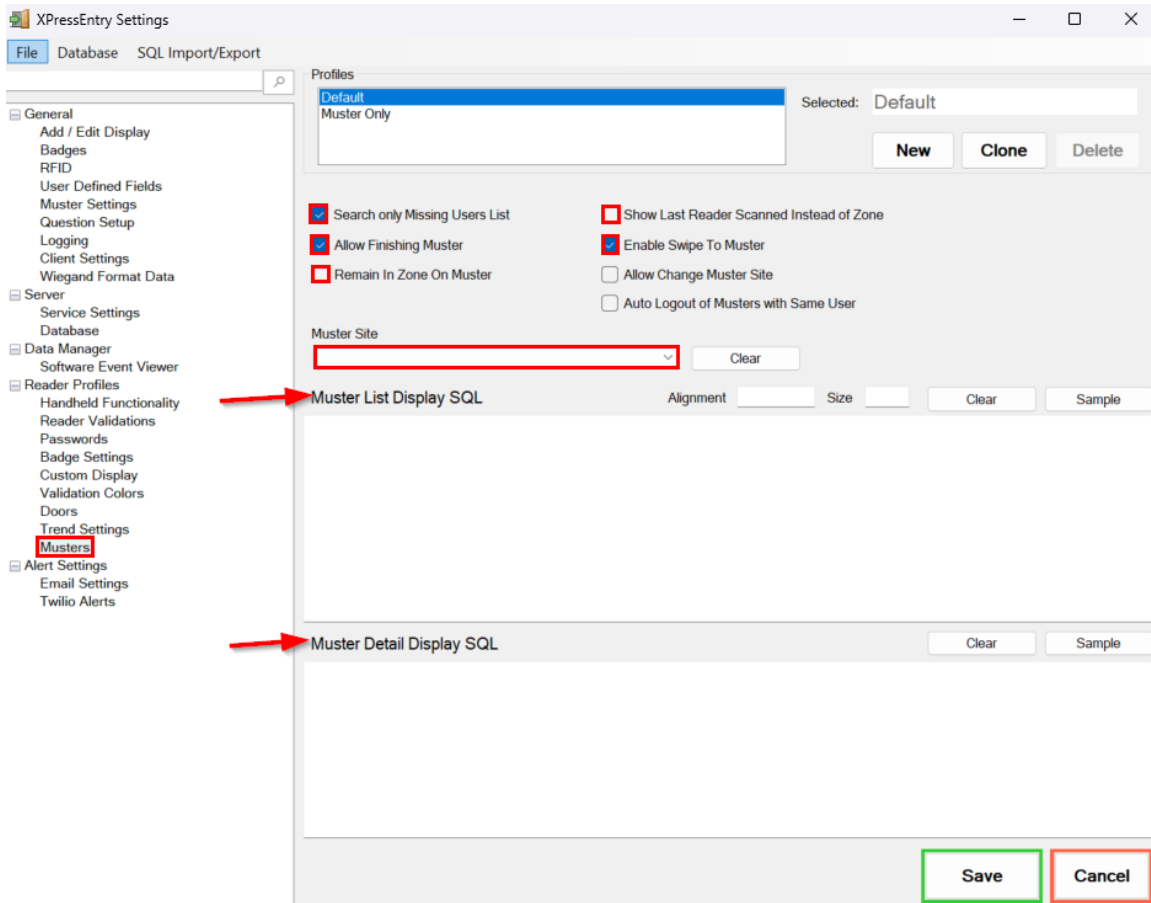 XPressEntry Settings
File Database SQL Import/Export
General
Add / Edit Display
Badges
RFID
User Defined Fields
Muster Settings
Question Setup
Logging
Client Settings
Wiegand Format Data
Server
Service Settings
Database
Data Manager
Software Event Viewer
Reader Profiles
Handheld Functionality
Reader Validations
Passwords
Badge Settings
Custom Display
Validation Colors
Doors
Trend Settings
Musters
Alert Settings
Email Settings
Twilio Alerts
Profiles
Default
Muster Only
Selected: Default
New Clone Delete
Search only Missing Users List Show Last Reader Scanned Instead of Zone
Allow Finishing Muster Enable Swipe To Muster
Remain In Zone On Muster Allow Change Muster Site
Auto Logout of Musters with Same User
Muster Site
Clear
Muster List Display SQL Alignment Size Clear Sample
Muster Detail Display SQL Clear Sample
Save Cancel